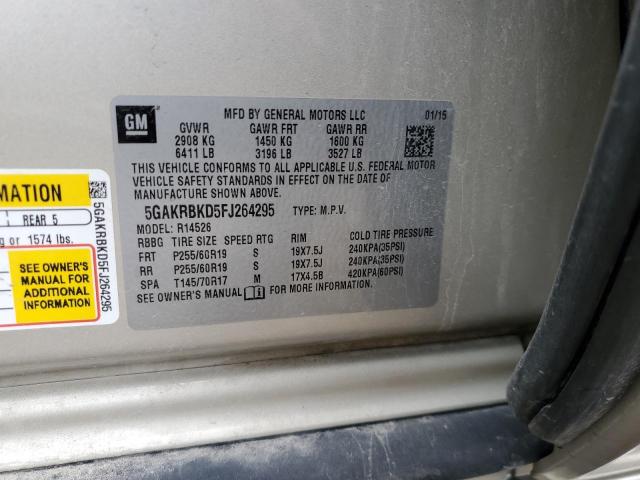 GM
MFD BY GENERAL MOTORS LLC 01/15
GVWR GAWR FRT GAWR RR
2908 KG 1450 KG 1600 KG
6411 LB 3196 LB 3527 LB
THIS VEHICLE CONFORMS TO ALL APPLICABLE U.S. FEDERAL MOTOR
VEHICLE SAFETY STANDARDS IN EFFECT ON THE DATE OF
MANUFACTURE SHOWN ABOVE.
5GAKRBKD5FJ264295 TYPE: M.P.V.
MODEL: R14526
RBBG TIRE SIZE SPEED RTG RIM COLD TIRE PRESSURE
FRT P255/60R19 S 19X7.5J 240KPA(35PSI)
RR P255/60R19 S 19X7.5J 240KPA(35PSI)
SPA T145/70R17 M 17X4.5B 420KPA(60PSI)
SEE OWNER'S MANUAL FOR MORE INFORMATION.
REAR 5
1574 lbs.
SEE OWNER'S
MANUAL FOR
ADDITIONAL
INFORMATION
5GAKRBKD5FJ264295